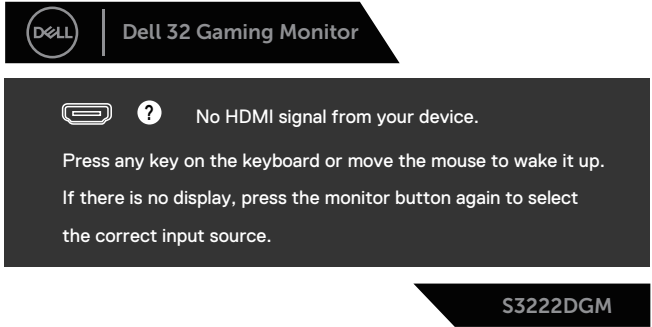 DELL
Dell 32 Gaming Monitor
?
No HDMI signal from your device.
Press any key on the keyboard or move the mouse to wake it up.
If there is no display, press the monitor button again to select
the correct input source.
S3222DGM